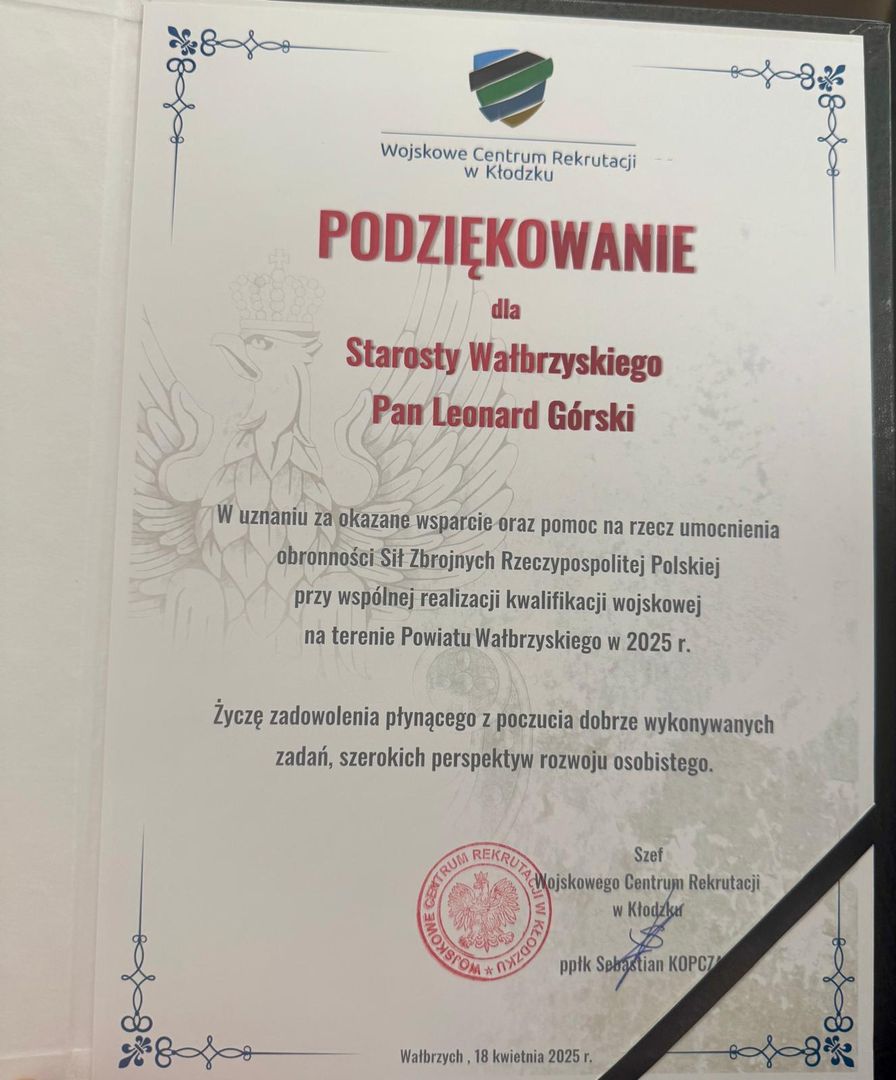 Wojskowe Centrum Rekrutacji
w Kłodzku
PODZIĘKOWANIE
dla
Starosty Wałbrzyskiego
Pan Leonard Górski
W uznaniu za okazane wsparcie oraz pomoc na rzecz umocnienia
obronności Sił Zbrojnych Rzeczypospolitej Polskiej
przy wspólnej realizacji kwalifikacji wojskowej
na terenie Powiatu Wałbrzyskiego w 2025 r.
Życzę zadowolenia płynącego z poczucia dobrze wykonywanych
zadań, szerokich perspektyw rozwoju osobistego.
WOJSKOWE CENTRUM REKRUTACJI W KŁODZKU
Szef
Wojskowego Centrum Rekrutacji
w Kłodzku
ppłk Sebastian
Wałbrzych , 18 kwietnia 2025 r.